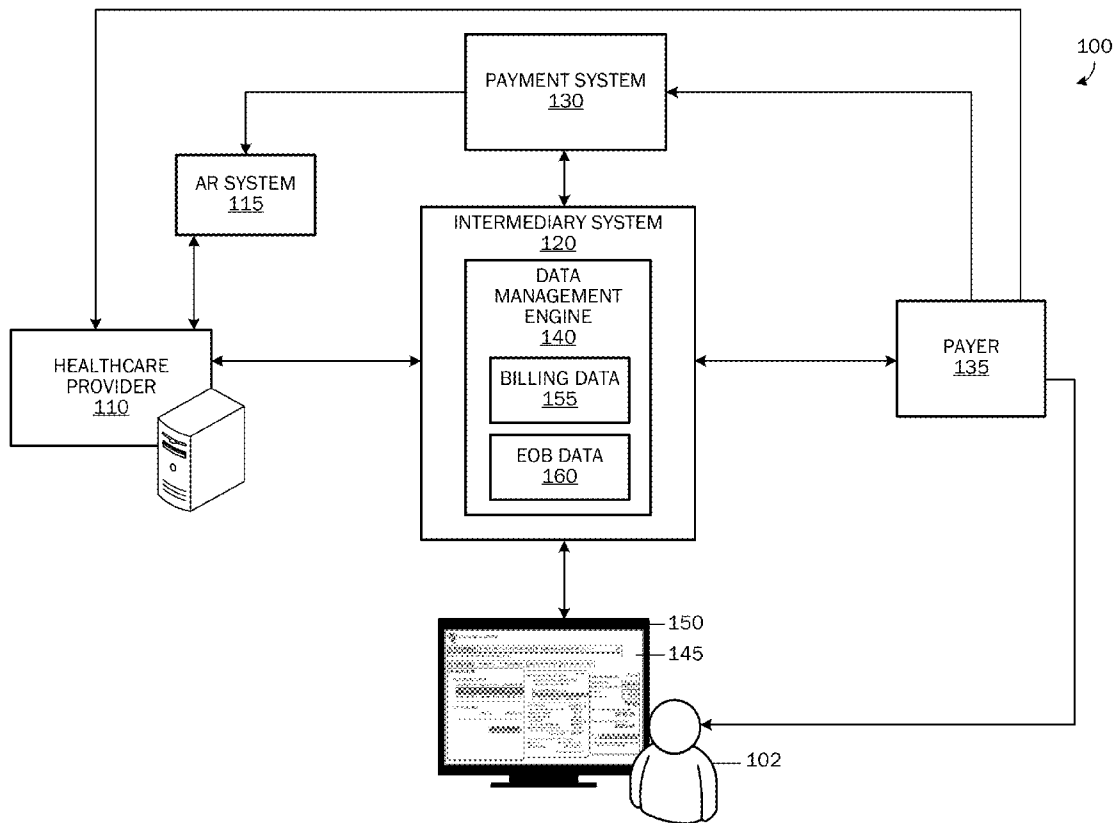 100
PAYMENT SYSTEM
130
AR SYSTEM
115
INTERMEDIARY SYSTEM
120
DATA
MANAGEMENT
ENGINE
140
HEALTHCARE
PROVIDER
110
BILLING DATA
155
PAYER
135
EOB DATA
160
150
145
102